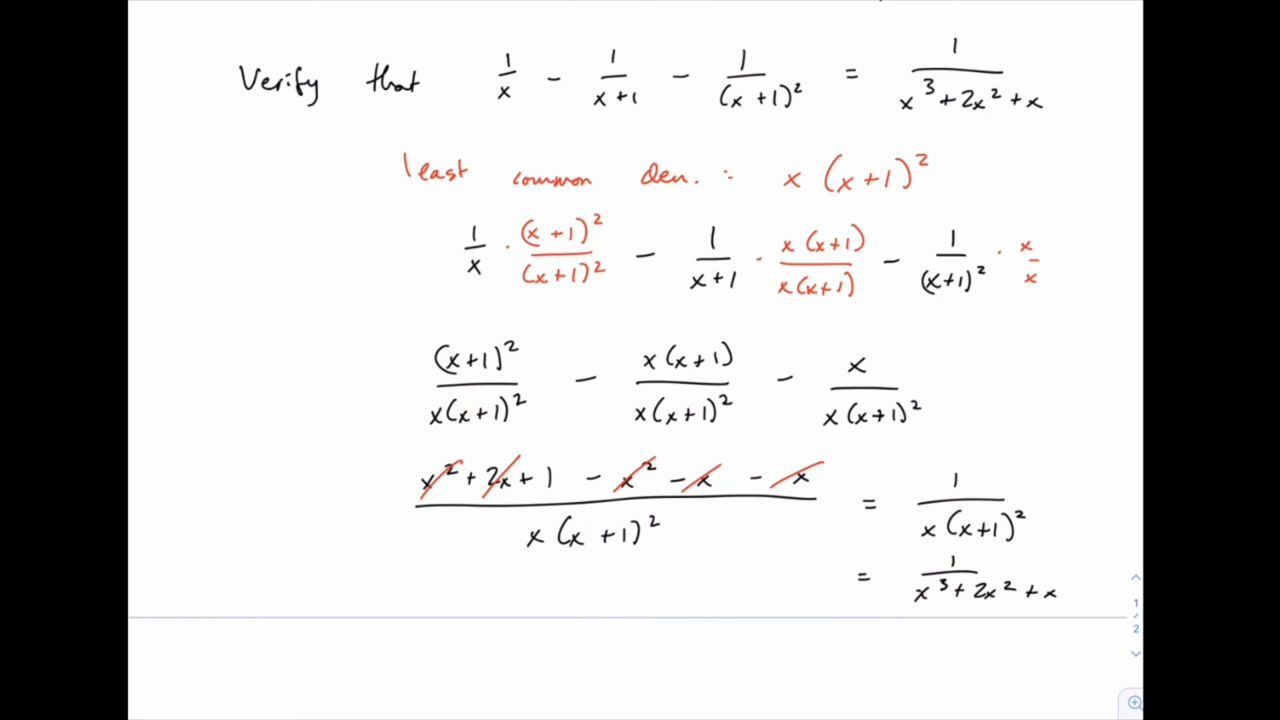 Verify that 1/x - 1/(x+1) - 1/(x+1)² = 1/(x³+2x²+x)
least common den. : x(x+1)²
1/x · (x+1)²/(x+1)² - 1/(x+1) · x(x+1)/x(x+1) - 1/(x+1)² · x/x
(x+1)²/x(x+1)² - x(x+1)/x(x+1)² - x/x(x+1)²
(x²+2x+1 - x² - x - x)/x(x+1)² = 1/x(x+1)²
= 1/(x³+2x²+x)
1
/
2